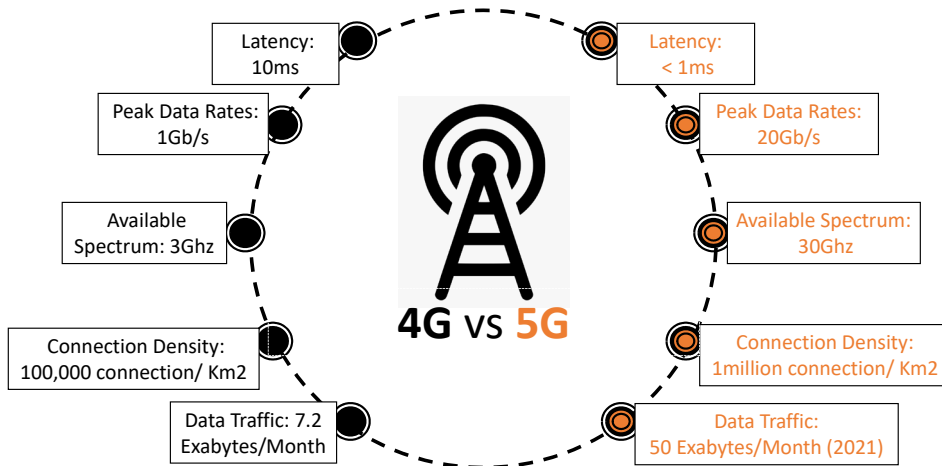 Latency:
10ms
Peak Data Rates:
1Gb/s
Available
Spectrum: 3Ghz
Connection Density:
100,000 connection/ Km2
Data Traffic: 7.2
Exabytes/Month
4G vs 5G
Latency:
< 1ms
Peak Data Rates:
20Gb/s
Available Spectrum:
30Ghz
Connection Density:
1million connection/ Km2
Data Traffic:
50 Exabytes/Month (2021)